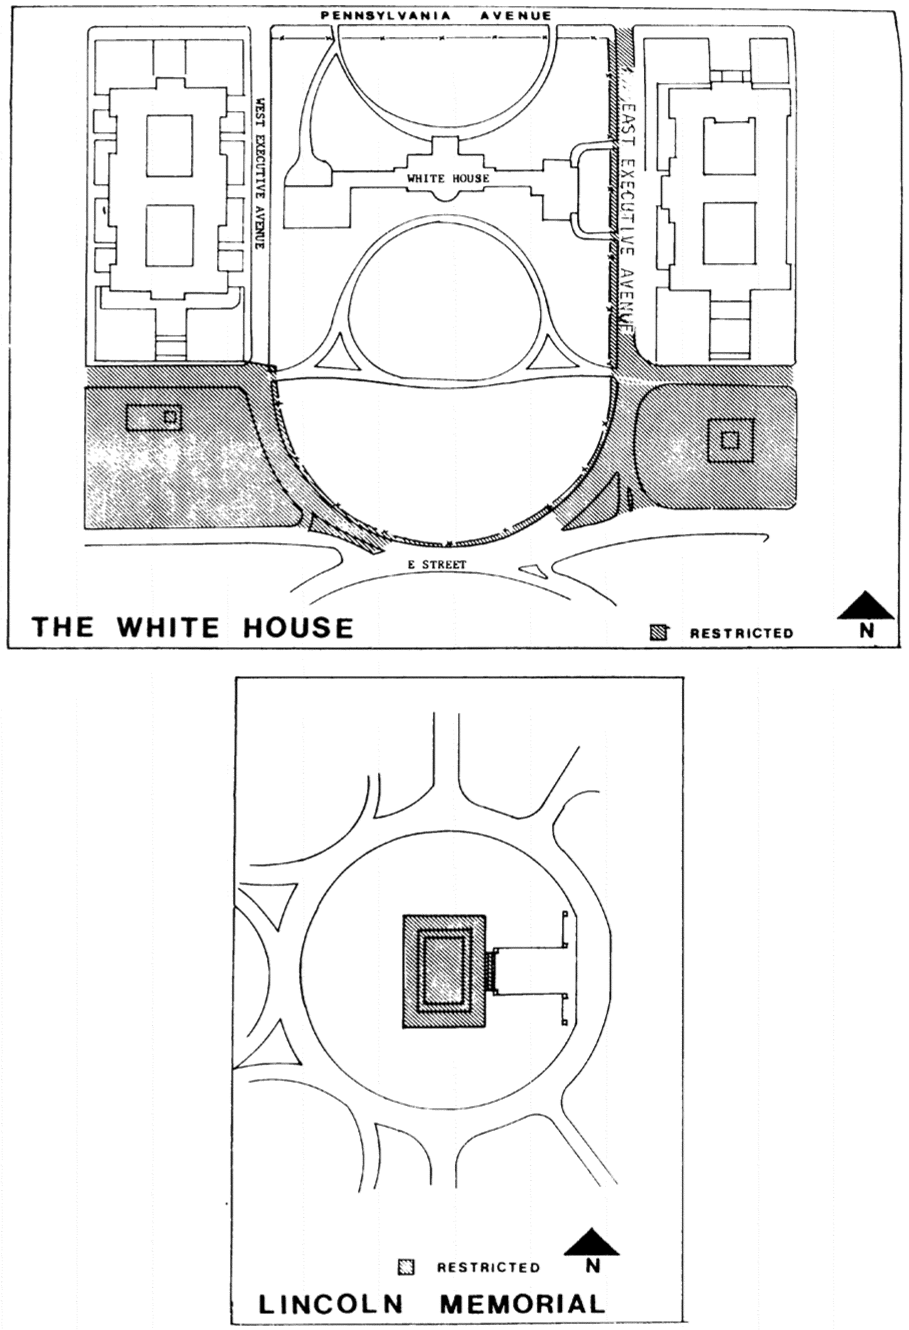 PENNSYLVANIA AVENUE
WEST EXECUTIVE AVENUE
WHITE HOUSE
EAST EXECUTIVE AVENUE
E STREET
THE WHITE HOUSE
RESTRICTED
N
RESTRICTED
N
LINCOLN MEMORIAL